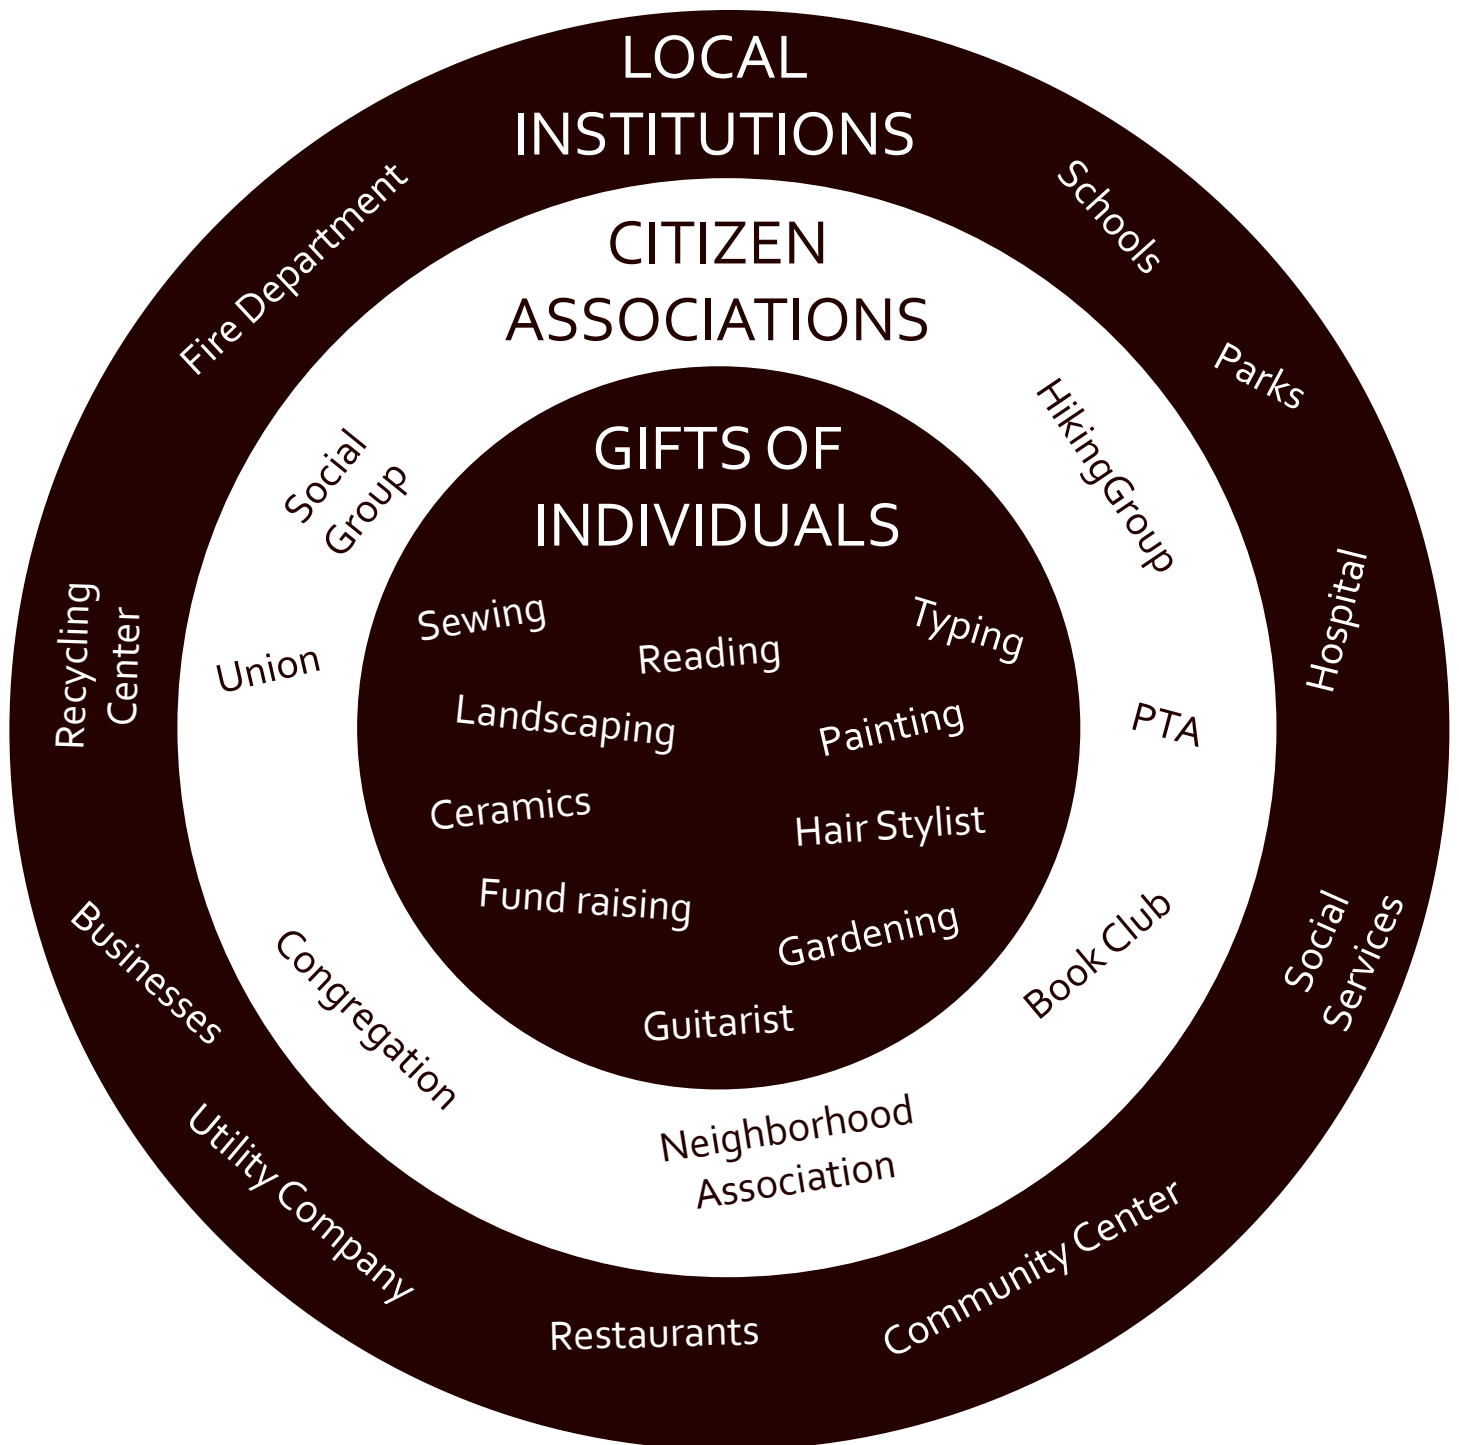 LOCAL
INSTITUTIONS
Fire Department
Schools
Parks
Hospital
Recycling
Center
Social
Services
Businesses
Utility Company
Restaurants
Community Center
CITIZEN
ASSOCIATIONS
Social
Group
HikingGroup
Union
PTA
Book Club
Congregation
Neighborhood
Association
GIFTS OF
INDIVIDUALS
Sewing
Typing
Reading
Landscaping
Painting
Ceramics
Hair Stylist
Fund raising
Gardening
Guitarist